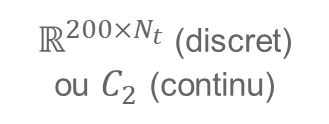 ℝ^{200×N_t} (discret)
ou C_2 (continu)